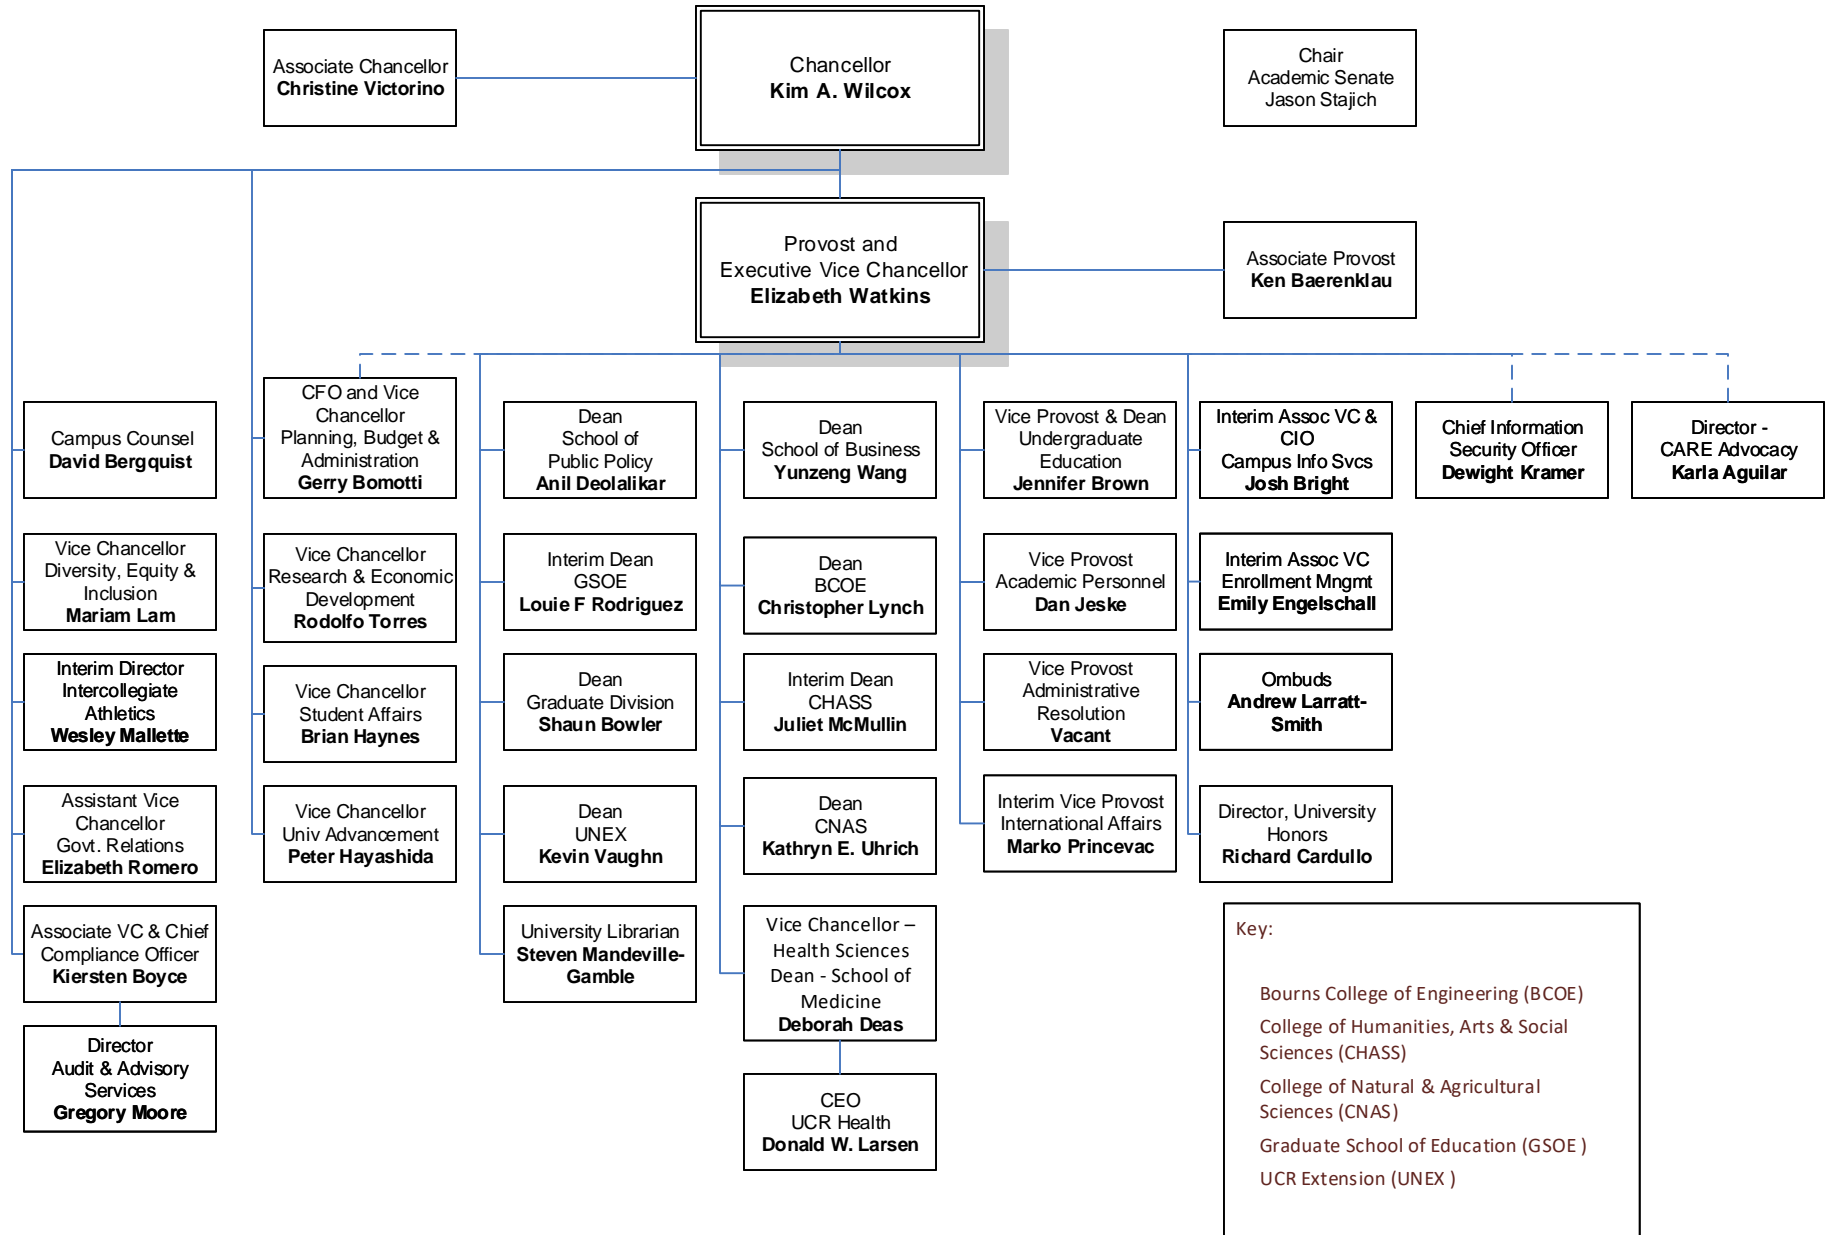 Associate Chancellor
Christine Victorino
Chancellor
Kim A. Wilcox
Chair
Academic Senate
Jason Stajich
Provost and
Executive Vice Chancellor
Elizabeth Watkins
Associate Provost
Ken Baerenklau
Campus Counsel
David Bergquist
CFO and Vice
Chancellor
Planning, Budget &
Administration
Gerry Bomotti
Dean
School of
Public Policy
Anil Deolalikar
Dean
School of Business
Yunzeng Wang
Vice Provost & Dean
Undergraduate
Education
Jennifer Brown
Interim Assoc VC &
CIO
Campus Info Svcs
Josh Bright
Chief Information
Security Officer
Dewight Kramer
Director -
CARE Advocacy
Karla Aguilar
Vice Chancellor
Diversity, Equity &
Inclusion
Mariam Lam
Vice Chancellor
Research & Economic
Development
Rodolfo Torres
Interim Dean
GSOE
Louie F Rodriguez
Dean
BCOE
Christopher Lynch
Vice Provost
Academic Personnel
Dan Jeske
Interim Assoc VC
Enrollment Mngmt
Emily Engelschall
Interim Director
Intercollegiate
Athletics
Wesley Mallette
Vice Chancellor
Student Affairs
Brian Haynes
Dean
Graduate Division
Shaun Bowler
Interim Dean
CHASS
Juliet McMullin
Vice Provost
Administrative
Resolution
Vacant
Ombuds
Andrew Larratt-
Smith
Assistant Vice
Chancellor
Govt. Relations
Elizabeth Romero
Vice Chancellor
Univ Advancement
Peter Hayashida
Dean
UNEX
Kevin Vaughn
Dean
CNAS
Kathryn E. Uhrich
Interim Vice Provost
International Affairs
Marko Princevac
Director, University
Honors
Richard Cardullo
Associate VC & Chief
Compliance Officer
Kiersten Boyce
University Librarian
Steven Mandeville-
Gamble
Vice Chancellor –
Health Sciences
Dean - School of
Medicine
Deborah Deas
Director
Audit & Advisory
Services
Gregory Moore
CEO
UCR Health
Donald W. Larsen
Key:
Bourns College of Engineering (BCOE)
College of Humanities, Arts & Social
Sciences (CHASS)
College of Natural & Agricultural
Sciences (CNAS)
Graduate School of Education (GSOE )
UCR Extension (UNEX )